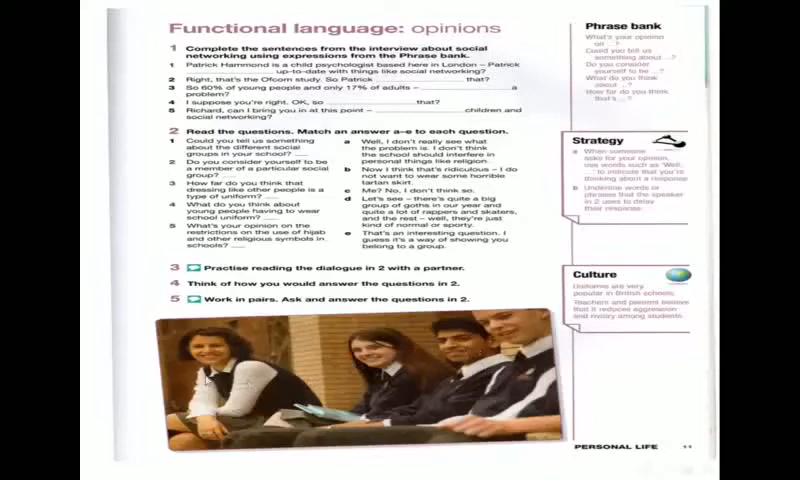 Functional language: opinions
1 Complete the sentences from the interview about social
networking using expressions from the Phrase bank.
1 Patrick Hammond is a child psychologist based here in London – Patrick
____ up-to-date with things like social networking?
2 Right, that's the Ofcom study. So Patrick ____ that?
3 So 60% of young people and only 17% of adults – ____ a
problem?
4 I suppose you're right. OK, so ____ that?
5 Richard, can I bring you in at this point – ____ children and
social networking?
2 Read the questions. Match an answer a–e to each question.
1 Could you tell us something
about the different social
groups in your school? ___
2 Do you consider yourself to be
a member of a particular social
group? ___
3 How far do you think that
dressing like other people is a
type of uniform? ___
4 What do you think about
young people having to wear
school uniform? ___
5 What's your opinion on the
restrictions on the use of hijab
and other religious symbols in
schools? ___
a Well, I don't really see what
the problem is. I don't think
the school should interfere in
personal things like religion.
b Now I think that's ridiculous – I do
not want to wear some horrible
tartan skirt.
c Me? No, I don't think so.
d Let's see – there's quite a big
group of goths in our year and
quite a lot of rappers and skaters,
and the rest – well, they're just
kind of normal or sporty.
e That's an interesting question. I
guess it's a way of showing you
belong to a group.
3 Practise reading the dialogue in 2 with a partner.
4 Think of how you would answer the questions in 2.
5 Work in pairs. Ask and answer the questions in 2.
Phrase bank
What's your opinion
on ...?
Could you tell us
something about ...?
Do you consider
yourself to be ...?
What do you think
about ...?
How far do you think
that's ...?
Strategy
a When someone
asks for your opinion,
use words such as 'Well,
...' to indicate that you're
thinking about a response
b Underline words or
phrases that the speaker
in 2 uses to delay
their response.
Culture
Uniforms are very
popular in British schools.
Teachers and parents believe
that it reduces aggression
and rivalry among students.
PERSONAL LIFE 11